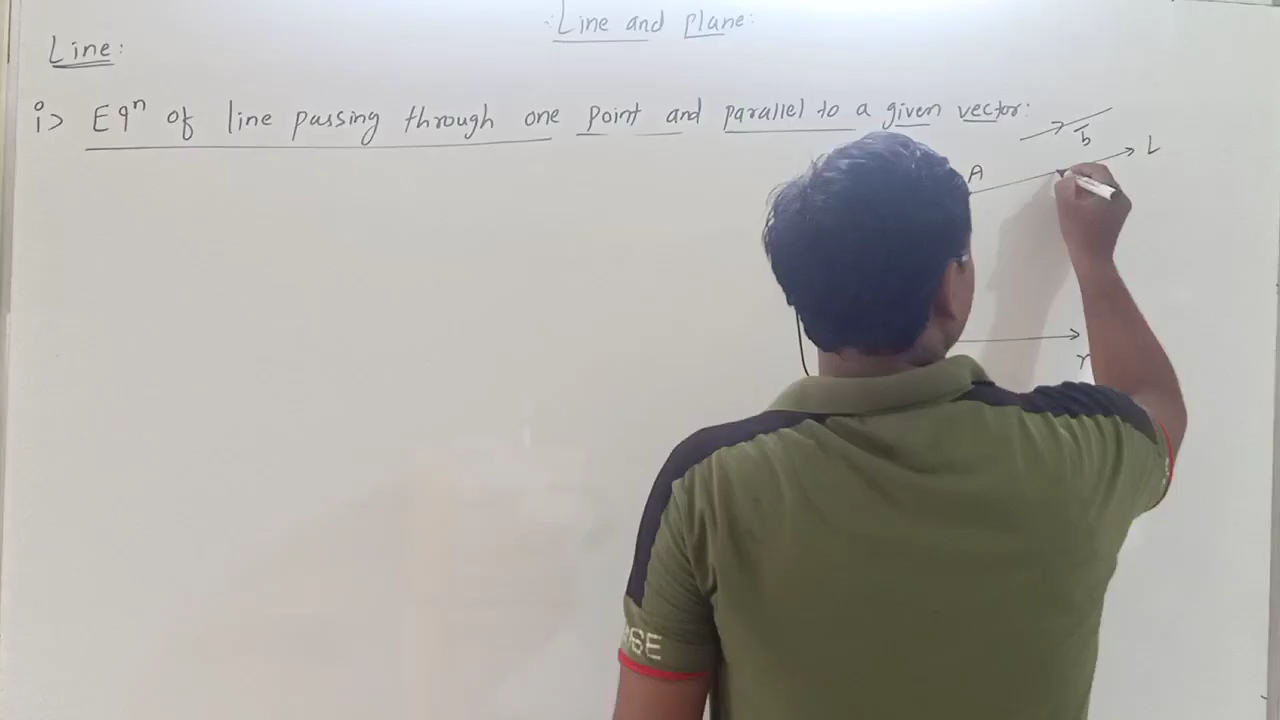 Line and plane:
Line:
i> Eqⁿ of line passing through one point and parallel to a given vector:
b̅
L
A